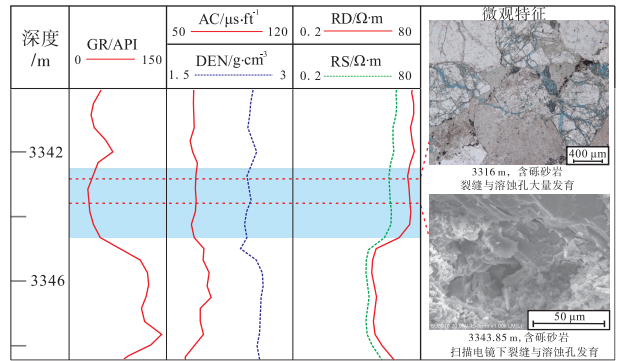 深度
/m
GR/API
0 150
AC/μs·ft⁻¹
50 120
DEN/g·cm⁻³
1.5 3
RD/Ω·m
0.2 80
RS/Ω·m
0.2 80
微观特征
3342
3346
400 μm
3316 m, 含砾砂岩
裂缝与溶蚀孔大量发育
50 μm
3343.85 m, 含砾砂岩
扫描电镜下裂缝与溶蚀孔发育